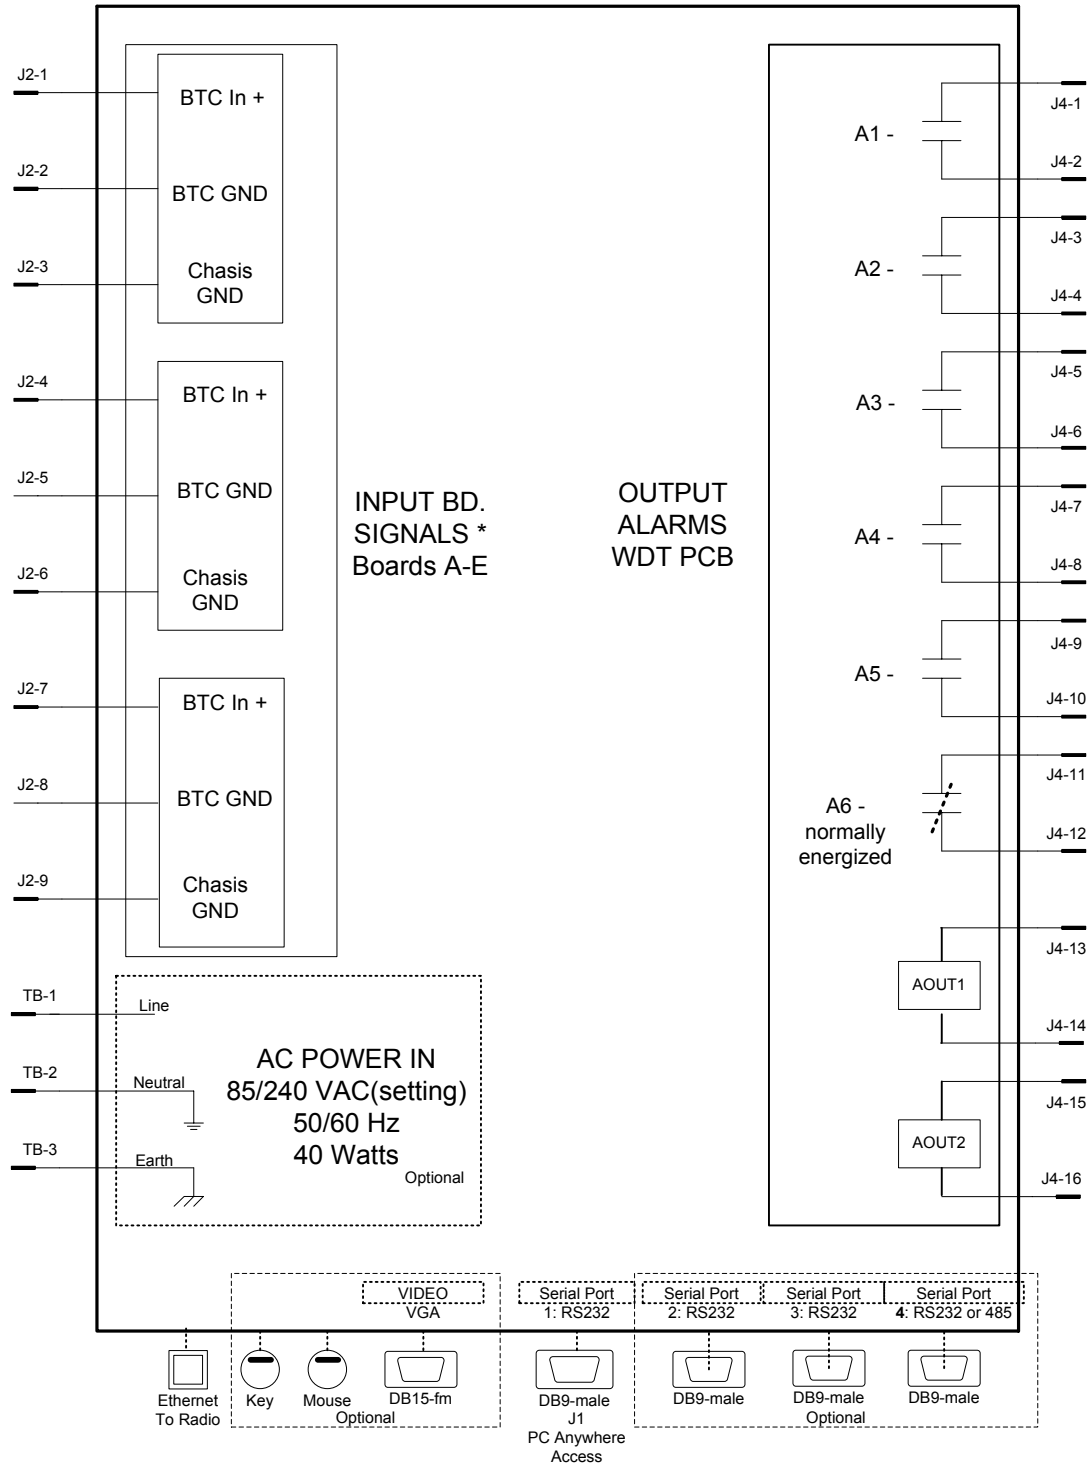 J2-1
BTC In +
J2-2
BTC GND
J2-3
Chasis
GND
J2-4
BTC In +
J2-5
BTC GND
J2-6
Chasis
GND
J2-7
BTC In +
J2-8
BTC GND
J2-9
Chasis
GND
INPUT BD.
SIGNALS *
Boards A-E
OUTPUT
ALARMS
WDT PCB
A1 -
J4-1
J4-2
A2 -
J4-3
J4-4
A3 -
J4-5
J4-6
A4 -
J4-7
J4-8
A5 -
J4-9
J4-10
A6 -
normally
energized
J4-11
J4-12
AOUT1
J4-13
J4-14
AOUT2
J4-15
J4-16
TB-1
Line
TB-2
Neutral
TB-3
Earth
AC POWER IN
85/240 VAC(setting)
50/60 Hz
40 Watts
Optional
VIDEO
VGA
Serial Port
1: RS232
Serial Port
2: RS232
Serial Port
3: RS232
Serial Port
4: RS232 or 485
Ethernet
To Radio
Key
Mouse
DB15-fm
Optional
DB9-male
J1
PC Anywhere
Access
DB9-male
DB9-male
DB9-male
Optional